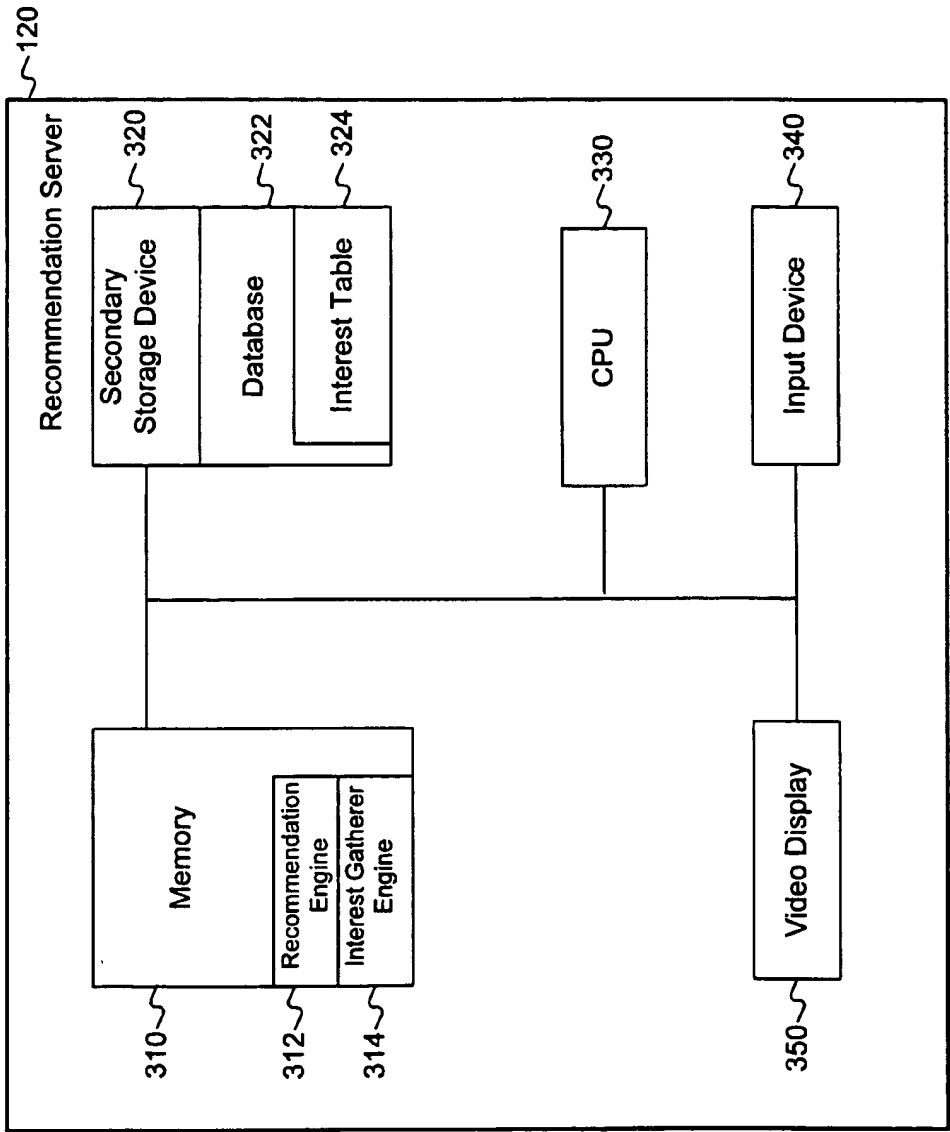 120
Recommendation Server
Memory
310
Recommendation
Engine
312
Interest Gatherer
Engine
314
Secondary
Storage Device
320
Database
322
Interest Table
324
CPU
330
Video Display
350
Input Device
340